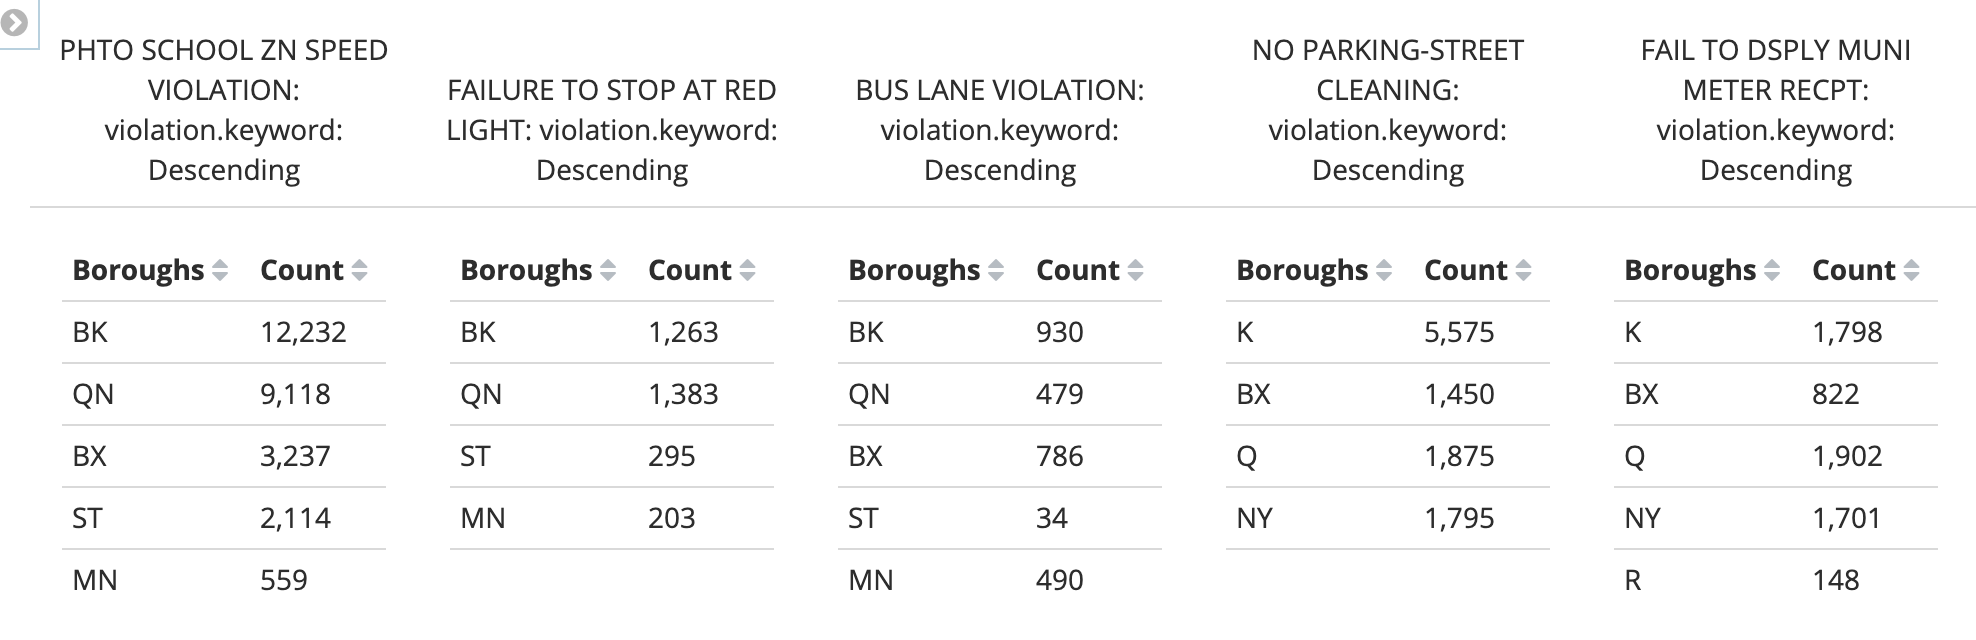 PHTO SCHOOL ZN SPEED
VIOLATION:
violation.keyword:
Descending
FAILURE TO STOP AT RED
LIGHT: violation.keyword:
Descending
BUS LANE VIOLATION:
violation.keyword:
Descending
NO PARKING-STREET
CLEANING:
violation.keyword:
Descending
FAIL TO DSPLY MUNI
METER RECPT:
violation.keyword:
Descending
Boroughs Count
BK 12,232
QN 9,118
BX 3,237
ST 2,114
MN 559
Boroughs Count
BK 1,263
QN 1,383
ST 295
MN 203
Boroughs Count
BK 930
QN 479
BX 786
ST 34
MN 490
Boroughs Count
K 5,575
BX 1,450
Q 1,875
NY 1,795
Boroughs Count
K 1,798
BX 822
Q 1,902
NY 1,701
R 148